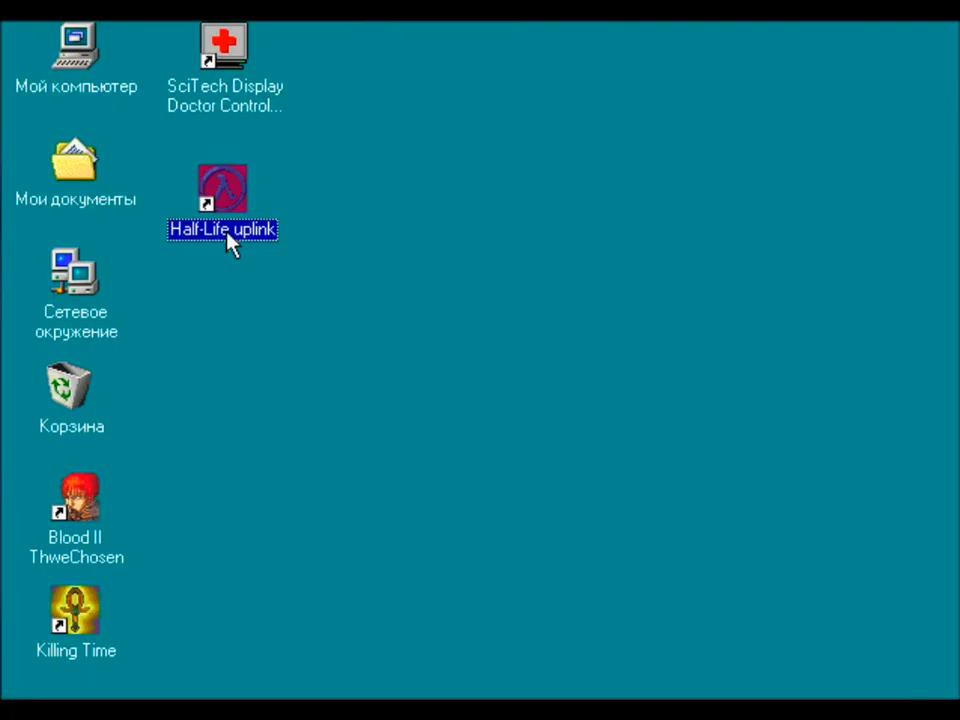 Мой компьютер
SciTech Display
Doctor Control...
Мои документы
Half-Life uplink
Сетевое
окружение
Корзина
Blood II
ThweChosen
Killing Time